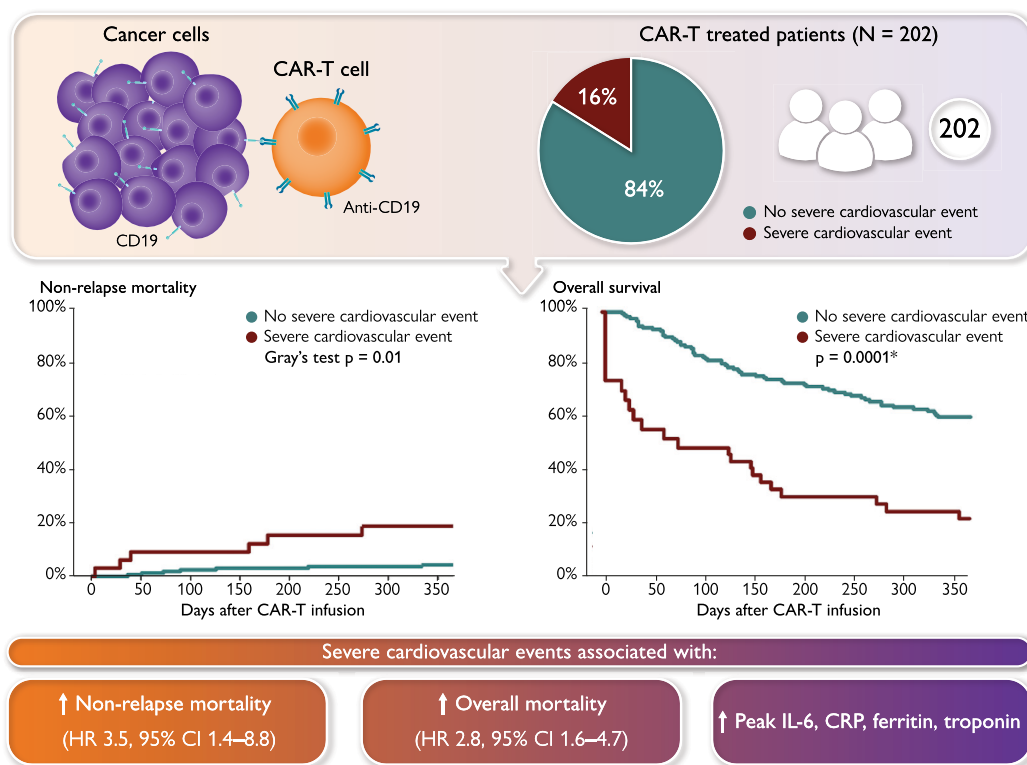 Cancer cells
CAR-T cell
Anti-CD19
CD19
CAR-T treated patients (N = 202)
16%
84%
202
No severe cardiovascular event
Severe cardiovascular event
Non-relapse mortality
100%
80%
60%
40%
20%
0%
No severe cardiovascular event
Severe cardiovascular event
Gray's test p = 0.01
0 50 100 150 200 250 300 350
Days after CAR-T infusion
Overall survival
100%
80%
60%
40%
20%
0%
No severe cardiovascular event
Severe cardiovascular event
p = 0.0001*
0 50 100 150 200 250 300 350
Days after CAR-T infusion
Severe cardiovascular events associated with:
↑ Non-relapse mortality
(HR 3.5, 95% CI 1.4–8.8)
↑ Overall mortality
(HR 2.8, 95% CI 1.6–4.7)
↑ Peak IL-6, CRP, ferritin, troponin